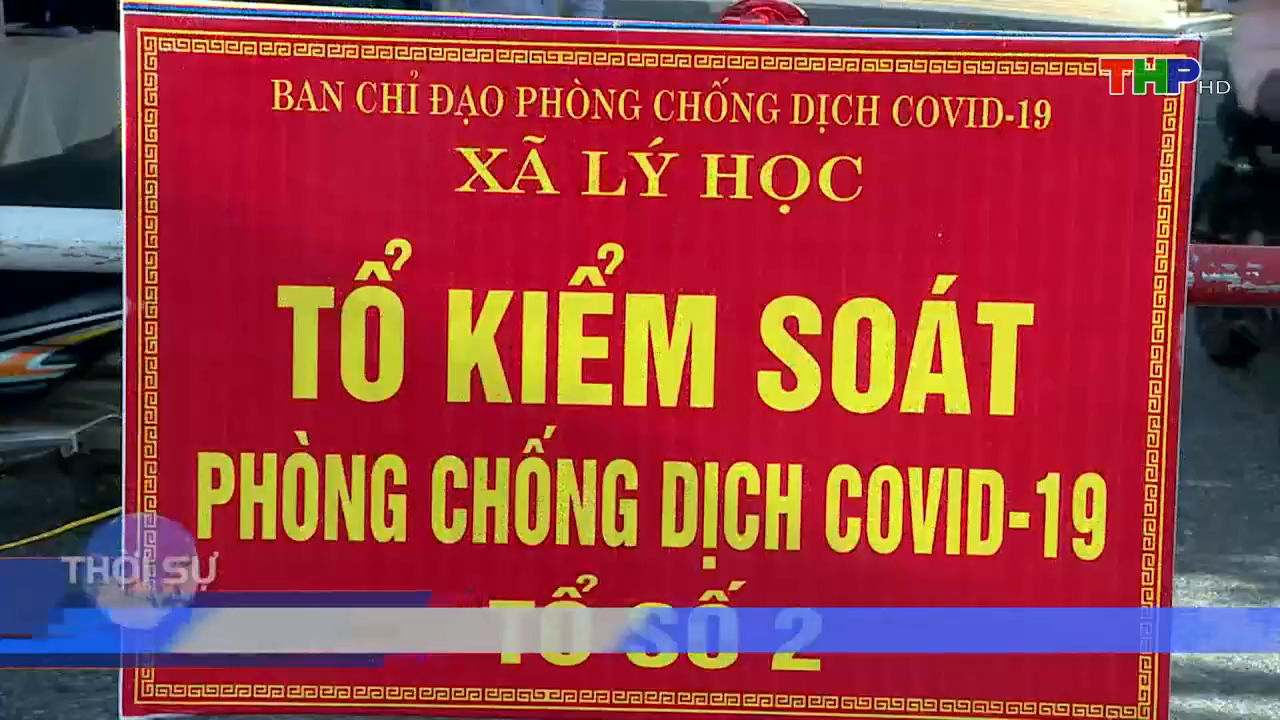 THP HD
BAN CHỈ ĐẠO PHÒNG CHỐNG DỊCH COVID-19
XÃ LÝ HỌC
TỔ KIỂM SOÁT
PHÒNG CHỐNG DỊCH COVID-19
THỜI SỰ
TỔ SỐ 2